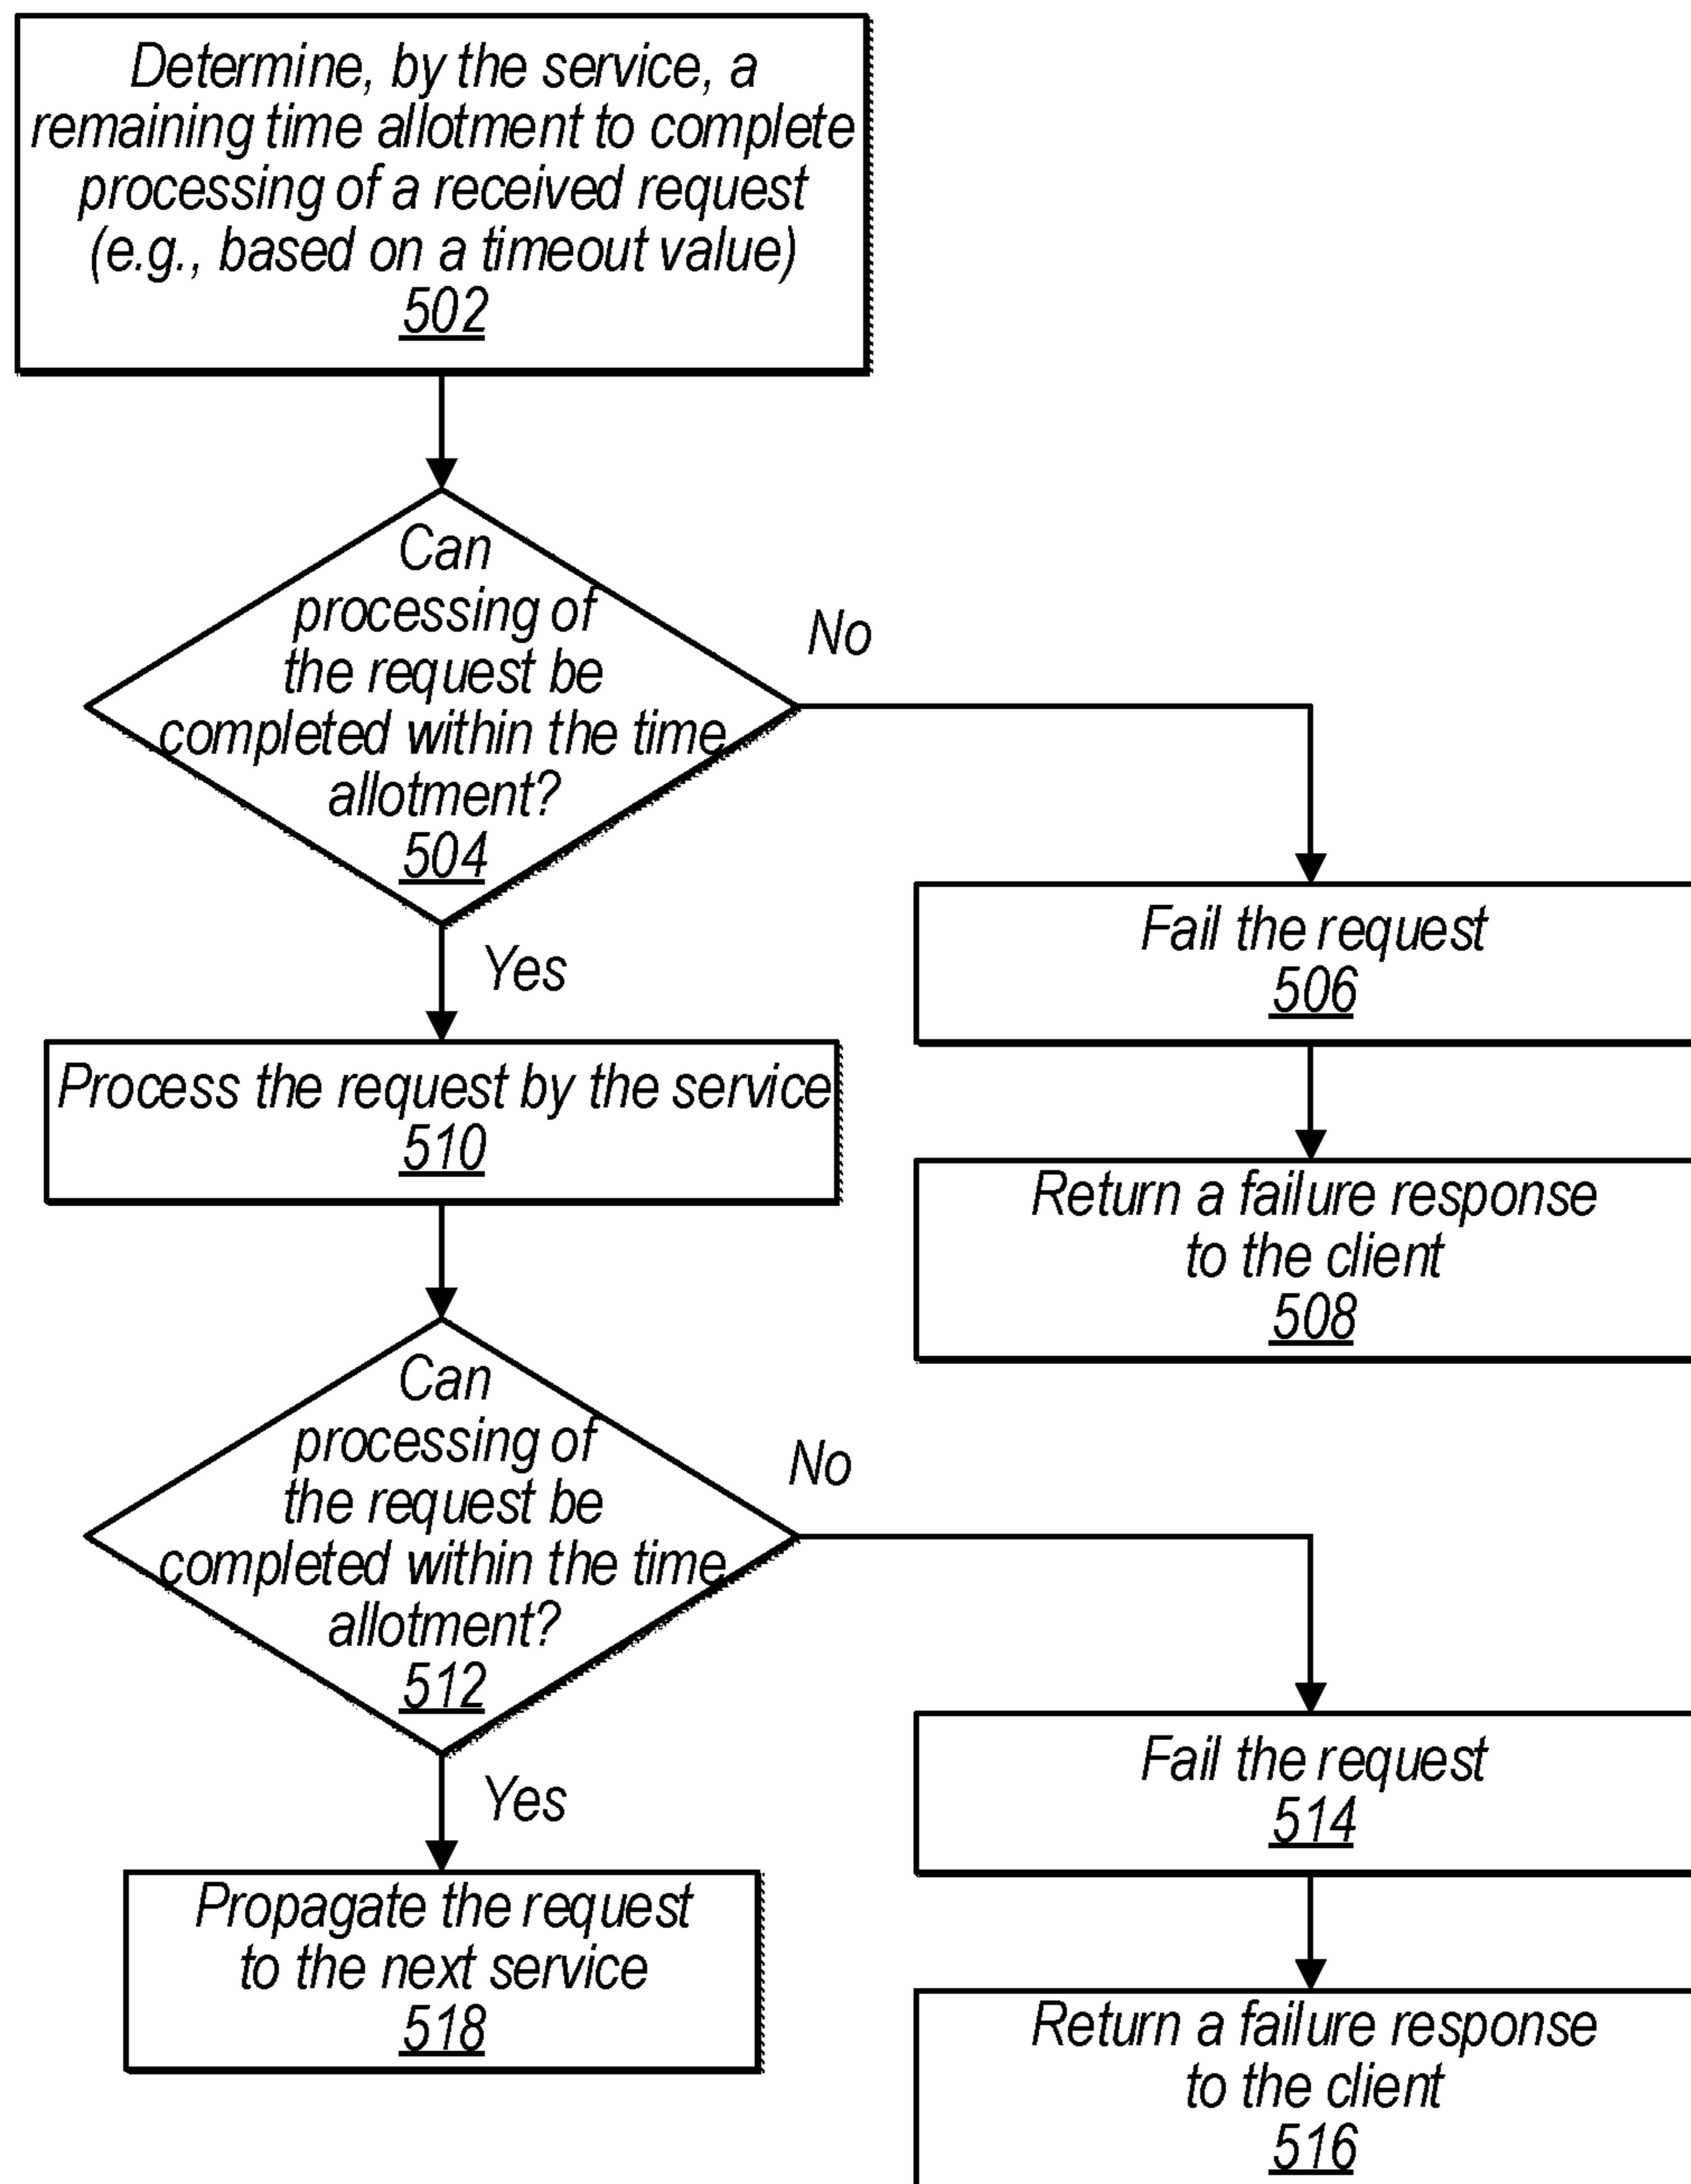 Determine, by the service, a
remaining time allotment to complete
processing of a received request
(e.g., based on a timeout value)
502
Can
processing of
the request be
completed within the time
allotment?
504
No
Yes
Fail the request
506
Process the request by the service
510
Return a failure response
to the client
508
Can
processing of
the request be
completed within the time
allotment?
512
No
Yes
Fail the request
514
Propagate the request
to the next service
518
Return a failure response
to the client
516